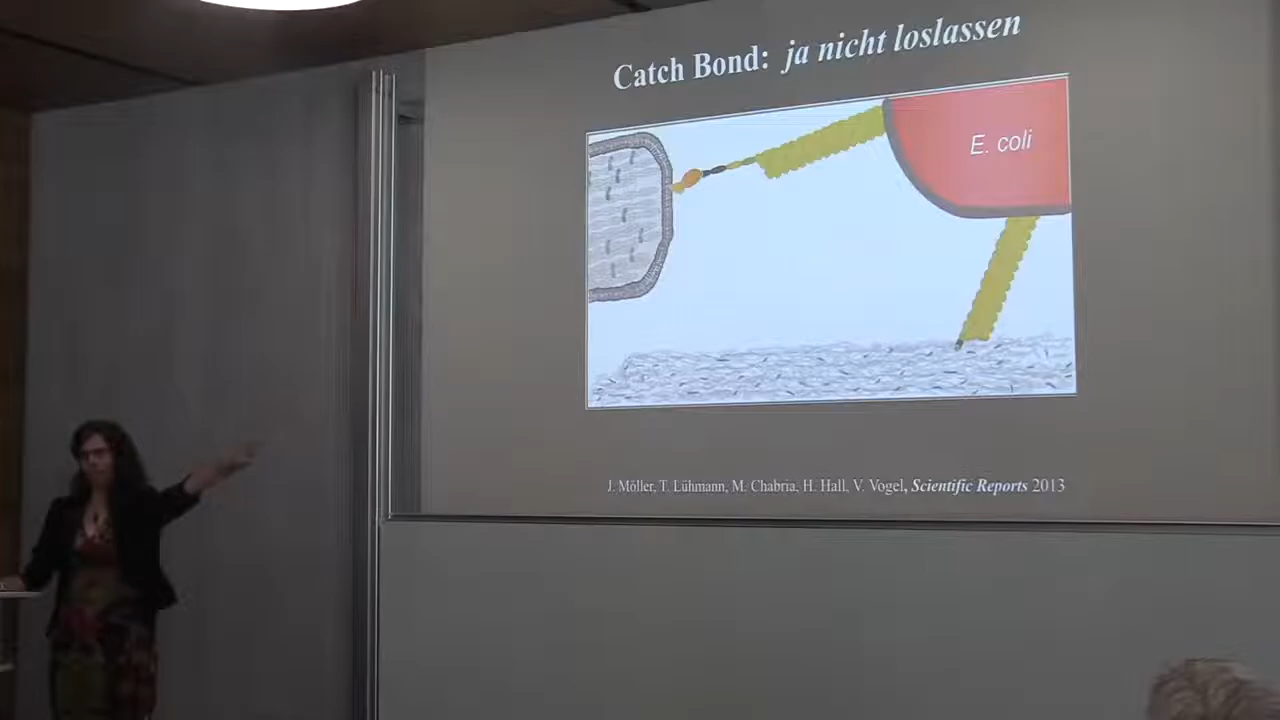 Catch Bond: ja nicht loslassen
E. coli
J. Möller, T. Lühmann, M. Chabria, H. Hall, V. Vogel, Scientific Reports 2013